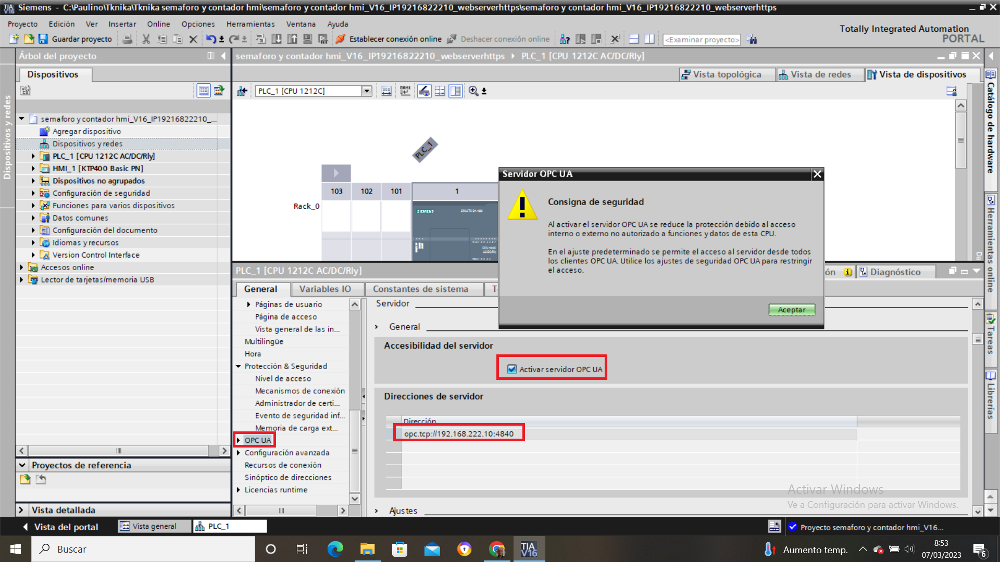 Siemens - C:\Paulino\Tknika\Tknika semaforo y contador hmi\semaforo y contador hmi_V16_IP19216822210_webserverhttps\semaforo y contador hmi_V16_IP19216822210_webserverhttps
Proyecto Edición Ver Insertar Online Opciones Herramientas Ventana Ayuda
Totally Integrated Automation
PORTAL
Guardar proyecto
Establecer conexión online
Deshacer conexión online
<Examinar proyecto>
Árbol del proyecto
semaforo y contador hmi_V16_IP19216822210_webserverhttps
PLC_1 [CPU 1212C AC/DC/Rly]
Dispositivos
Vista topológica
Vista de redes
Vista de dispositivos
PLC_1 [CPU 1212C]
Dispositivos y redes
semaforo y contador hmi_V16_IP19216822210_...
Agregar dispositivo
Dispositivos y redes
PLC_1 [CPU 1212C AC/DC/Rly]
HMI_1 [KTP400 Basic PN]
Dispositivos no agrupados
Configuración de seguridad
Funciones para varios dispositivos
Datos comunes
Configuración del documento
Idiomas y recursos
Version Control Interface
Accesos online
Lector de tarjetas/memoria USB
Proyectos de referencia
Vista detallada
PLC_1
103 102 101 1
Rack_0
SIEMENS
Servidor OPC UA
Consigna de seguridad
Al activar el servidor OPC UA se reduce la protección debido al acceso
interno o externo no autorizado a funciones y datos de esta CPU.
En el ajuste predeterminado se permite el acceso al servidor desde todos
los clientes OPC UA. Utilice los ajustes de seguridad OPC UA para restringir
el acceso.
Aceptar
PLC_1 [CPU 1212C AC/DC/Rly]
ón
Diagnóstico
General
Variables IO
Constantes de sistema
Páginas de usuario
Página de acceso
Vista general de las in...
Multilingüe
Hora
Protección & Seguridad
Nivel de acceso
Mecanismos de conexión
Administrador de certi...
Evento de seguridad inf...
Memoria de carga ext...
OPC UA
Configuración avanzada
Recursos de conexión
Sinóptico de direcciones
Licencias runtime
Servidor
General
Accesibilidad del servidor
Activar servidor OPC UA
Direcciones de servidor
Dirección
opc.tcp://192.168.222.10:4840
Ajustes
Activar Windows
Ve a Configuración para activar Windows.
Catálogo de hardware
Herramientas online
Tareas
Librerías
Vista del portal
Vista general
PLC_1
Proyecto semaforo y contador hmi_V16...
Buscar
TIA
V16
Aumento temp.
8:53
07/03/2023
6